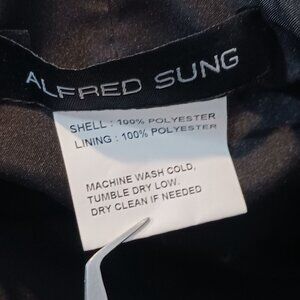 ALFRED SUNG
SHELL : 100% POLYESTER
LINING : 100% POLYESTER
MACHINE WASH COLD,
TUMBLE DRY LOW.
DRY CLEAN IF NEEDED